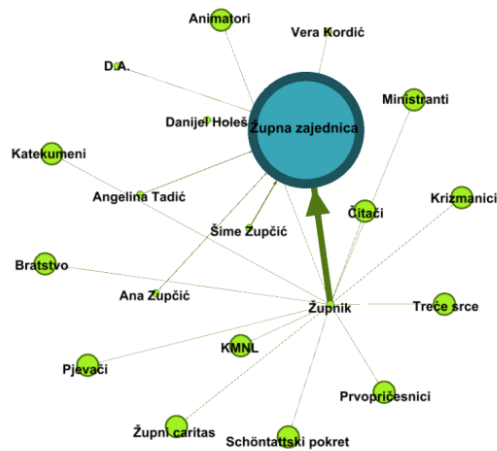 Animatori
Vera Kordić
D.A.
Ministranti
Danijel Holeš
Župna zajednica
Katekumeni
Angelina Tadić
Krizmanici
Čitači
Šime Zupčić
Bratstvo
Ana Zupčić
Župnik
Treće srce
KMNL
Pjevači
Prvopričesnici
Župni caritas
Schöntattski pokret